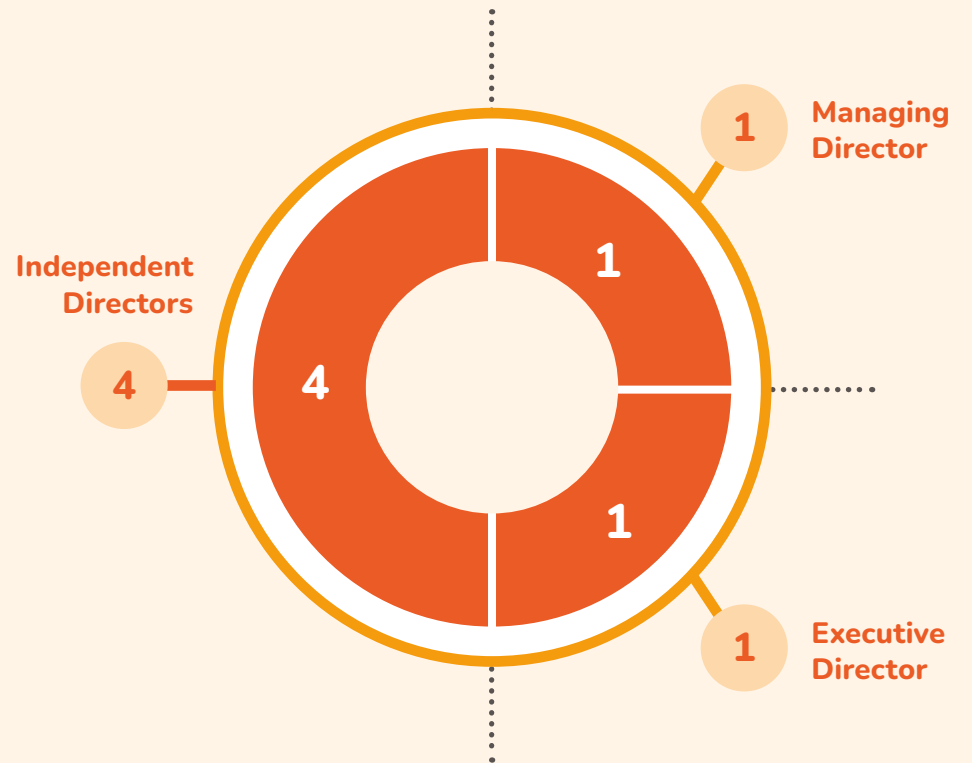 1
Managing
Director
1
Independent
Directors
4
4
1
1
Executive
Director